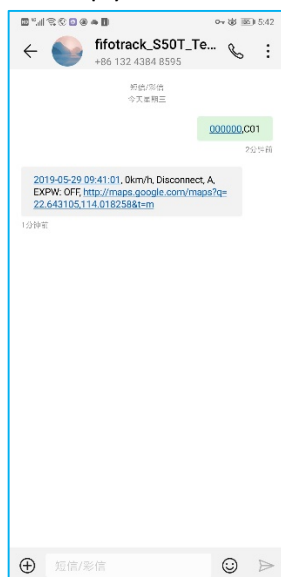 5:42
fifotrack_S50T_Te...
+86 132 4384 8595
短信/彩信
今天星期三
000000,C01
2分钟前
2019-05-29 09:41:01, 0km/h, Disconnect, A,
EXPW: OFF, http://maps.google.com/maps?q=
22.643105,114.018258&t=m
1分钟前
短信/彩信